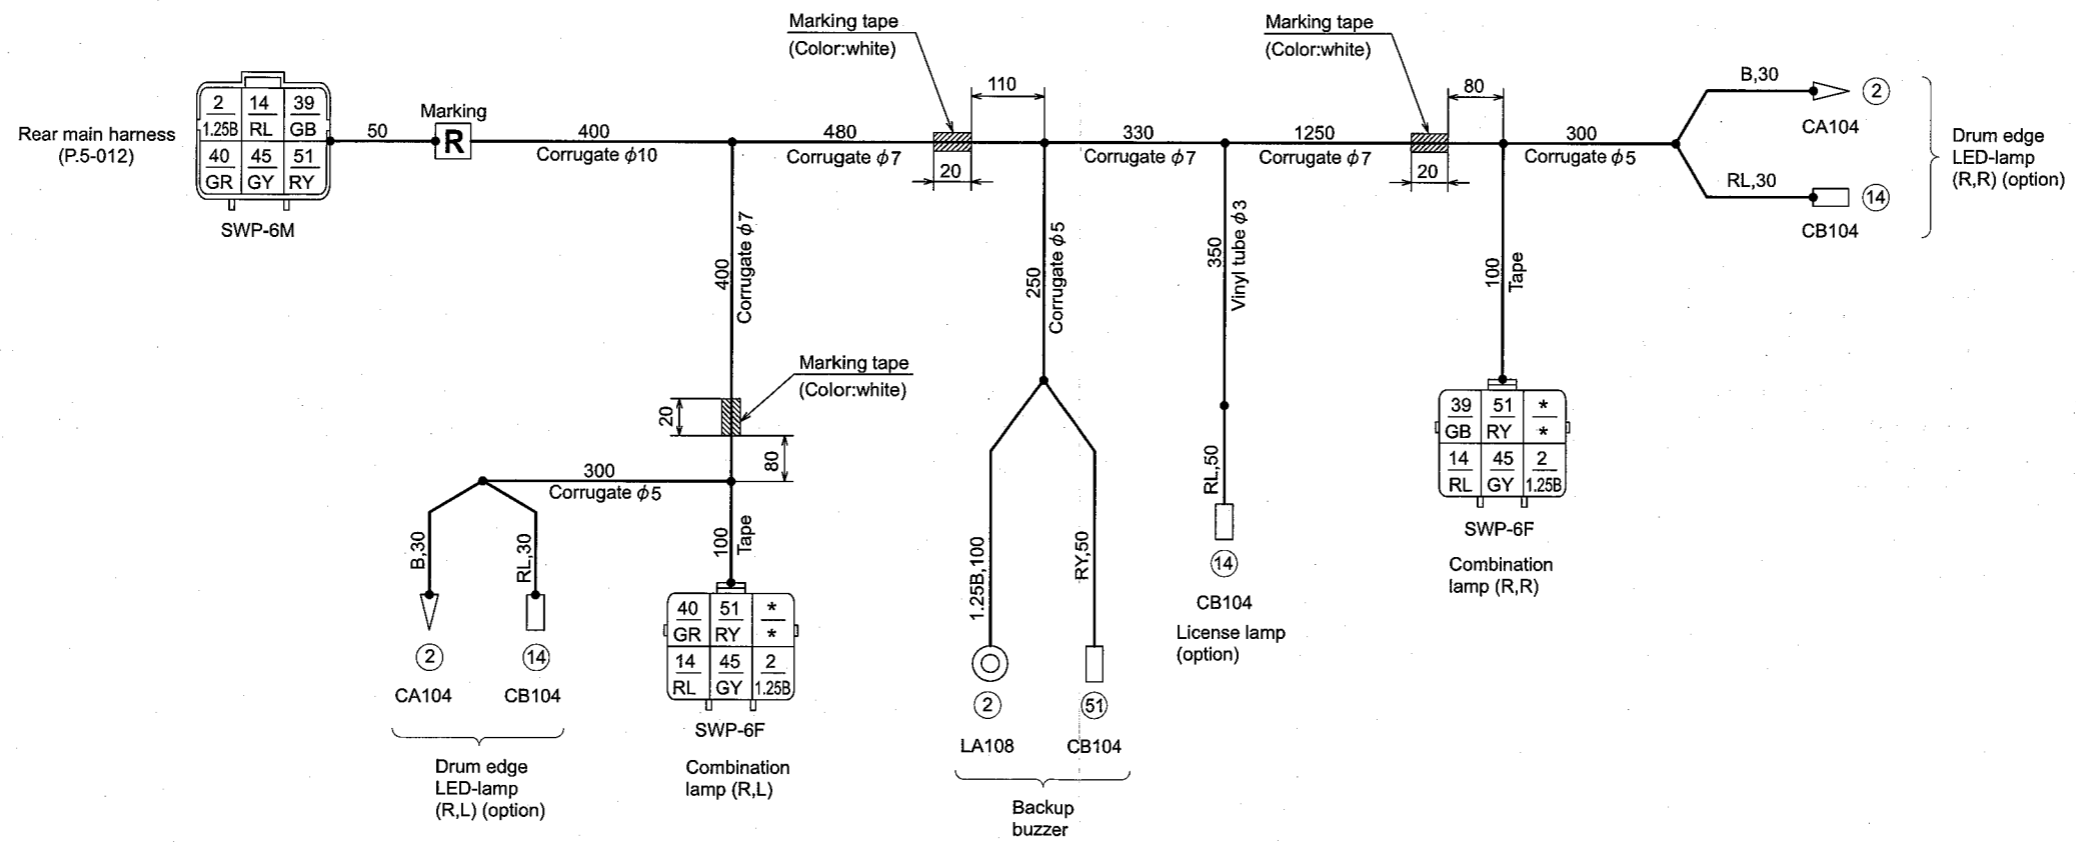 Marking tape
(Color:white)
Marking tape
(Color:white)
Rear main harness
(P.5-012)
2 14 39
1.25B RL GB
40 45 51
GR GY RY
SWP-6M
50
Marking
R
400
Corrugate φ10
480
Corrugate φ7
20
110
330
Corrugate φ7
1250
Corrugate φ7
20
80
300
Corrugate φ5
B,30
2
CA104
RL,30
14
CB104
Drum edge
LED-lamp
(R,R) (option)
400
Corrugate φ7
Marking tape
(Color:white)
20
80
300
Corrugate φ5
B,30
RL,30
2
14
CA104
CB104
Drum edge
LED-lamp
(R,L) (option)
100
Tape
40 51 *
GR RY *
14 45 2
RL GY 1.25B
SWP-6F
Combination
lamp (R,L)
250
Corrugate φ5
1.25B,100
RY,50
2
51
LA108
CB104
Backup
buzzer
350
Vinyl tube φ3
RL,50
14
CB104
License lamp
(option)
100
Tape
39 51 *
GB RY *
14 45 2
RL GY 1.25B
SWP-6F
Combination
lamp (R,R)